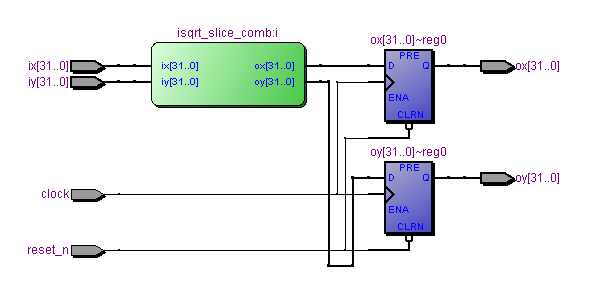 isqrt_slice_comb:i
ox[31..0]~reg0
ix[31..0]
iy[31..0]
ix[31..0] ox[31..0]
iy[31..0] oy[31..0]
PRE
D Q
ENA
CLRN
ox[31..0]
oy[31..0]~reg0
PRE
D Q
ENA
CLRN
oy[31..0]
clock
reset_n